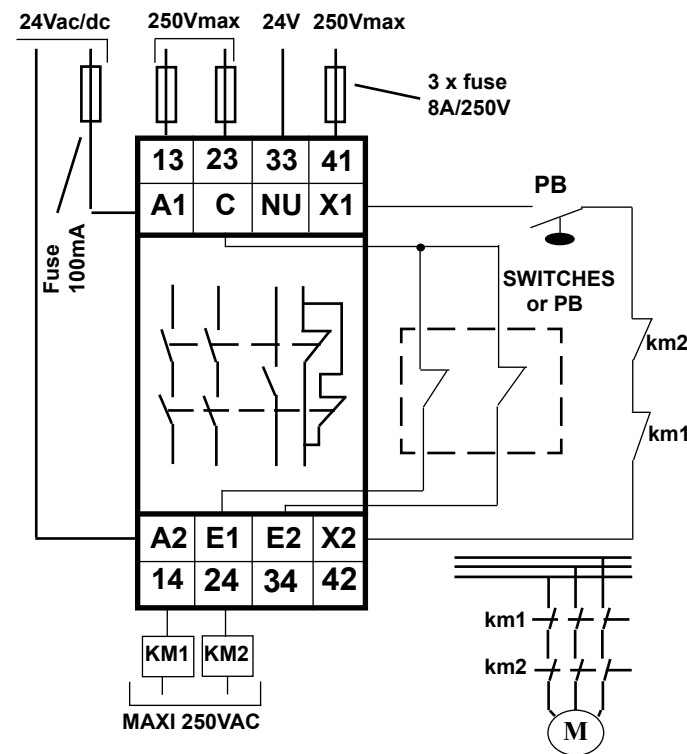 24Vac/dc 250Vmax 24V 250Vmax
3 x fuse
8A/250V
13 23 33 41
A1 C NU X1
PB
Fuse
100mA
SWITCHES
or PB
km2
km1
A2 E1 E2 X2
14 24 34 42
km1
KM1 KM2
km2
MAXI 250VAC
M